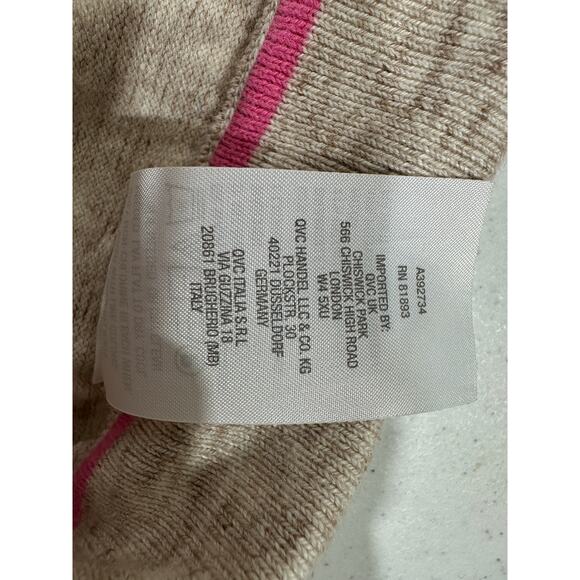 A392734
RN 81893
IMPORTED BY:
QVC UK
CHISWICK PARK
566 CHISWICK HIGH ROAD
LONDON
W4 5XU
QVC HANDEL LLC & CO. KG
PLOCKSTR. 30
40221 DÜSSELDORF
GERMANY
QVC ITALIA S.R.L
VIA GUZZINA 18
20861 BRUGHERIO (MB)
ITALY